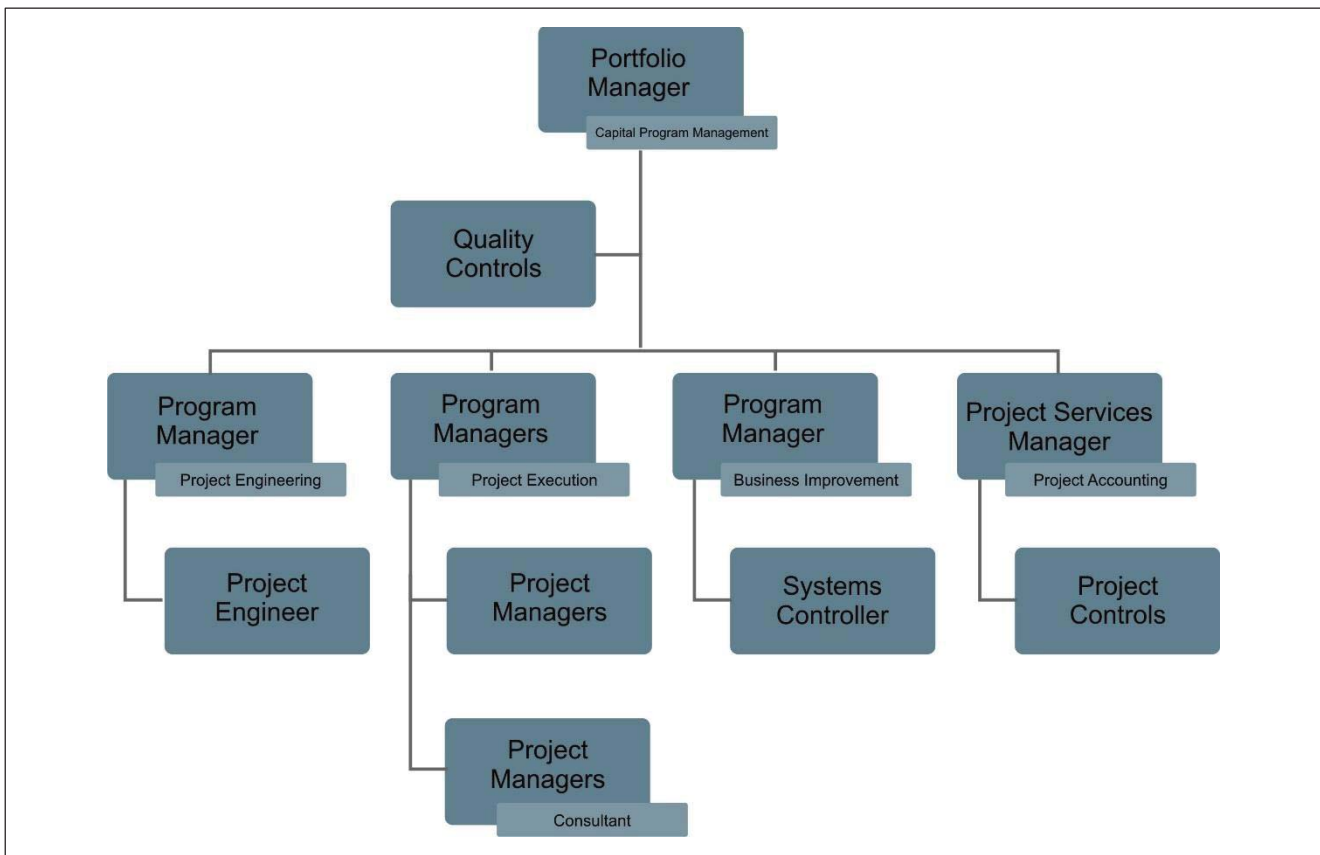 Portfolio
Manager
Capital Program Management
Quality
Controls
Program
Manager
Project Engineering
Program
Managers
Project Execution
Program
Manager
Business Improvement
Project Services
Manager
Project Accounting
Project
Engineer
Project
Managers
Systems
Controller
Project
Controls
Project
Managers
Consultant